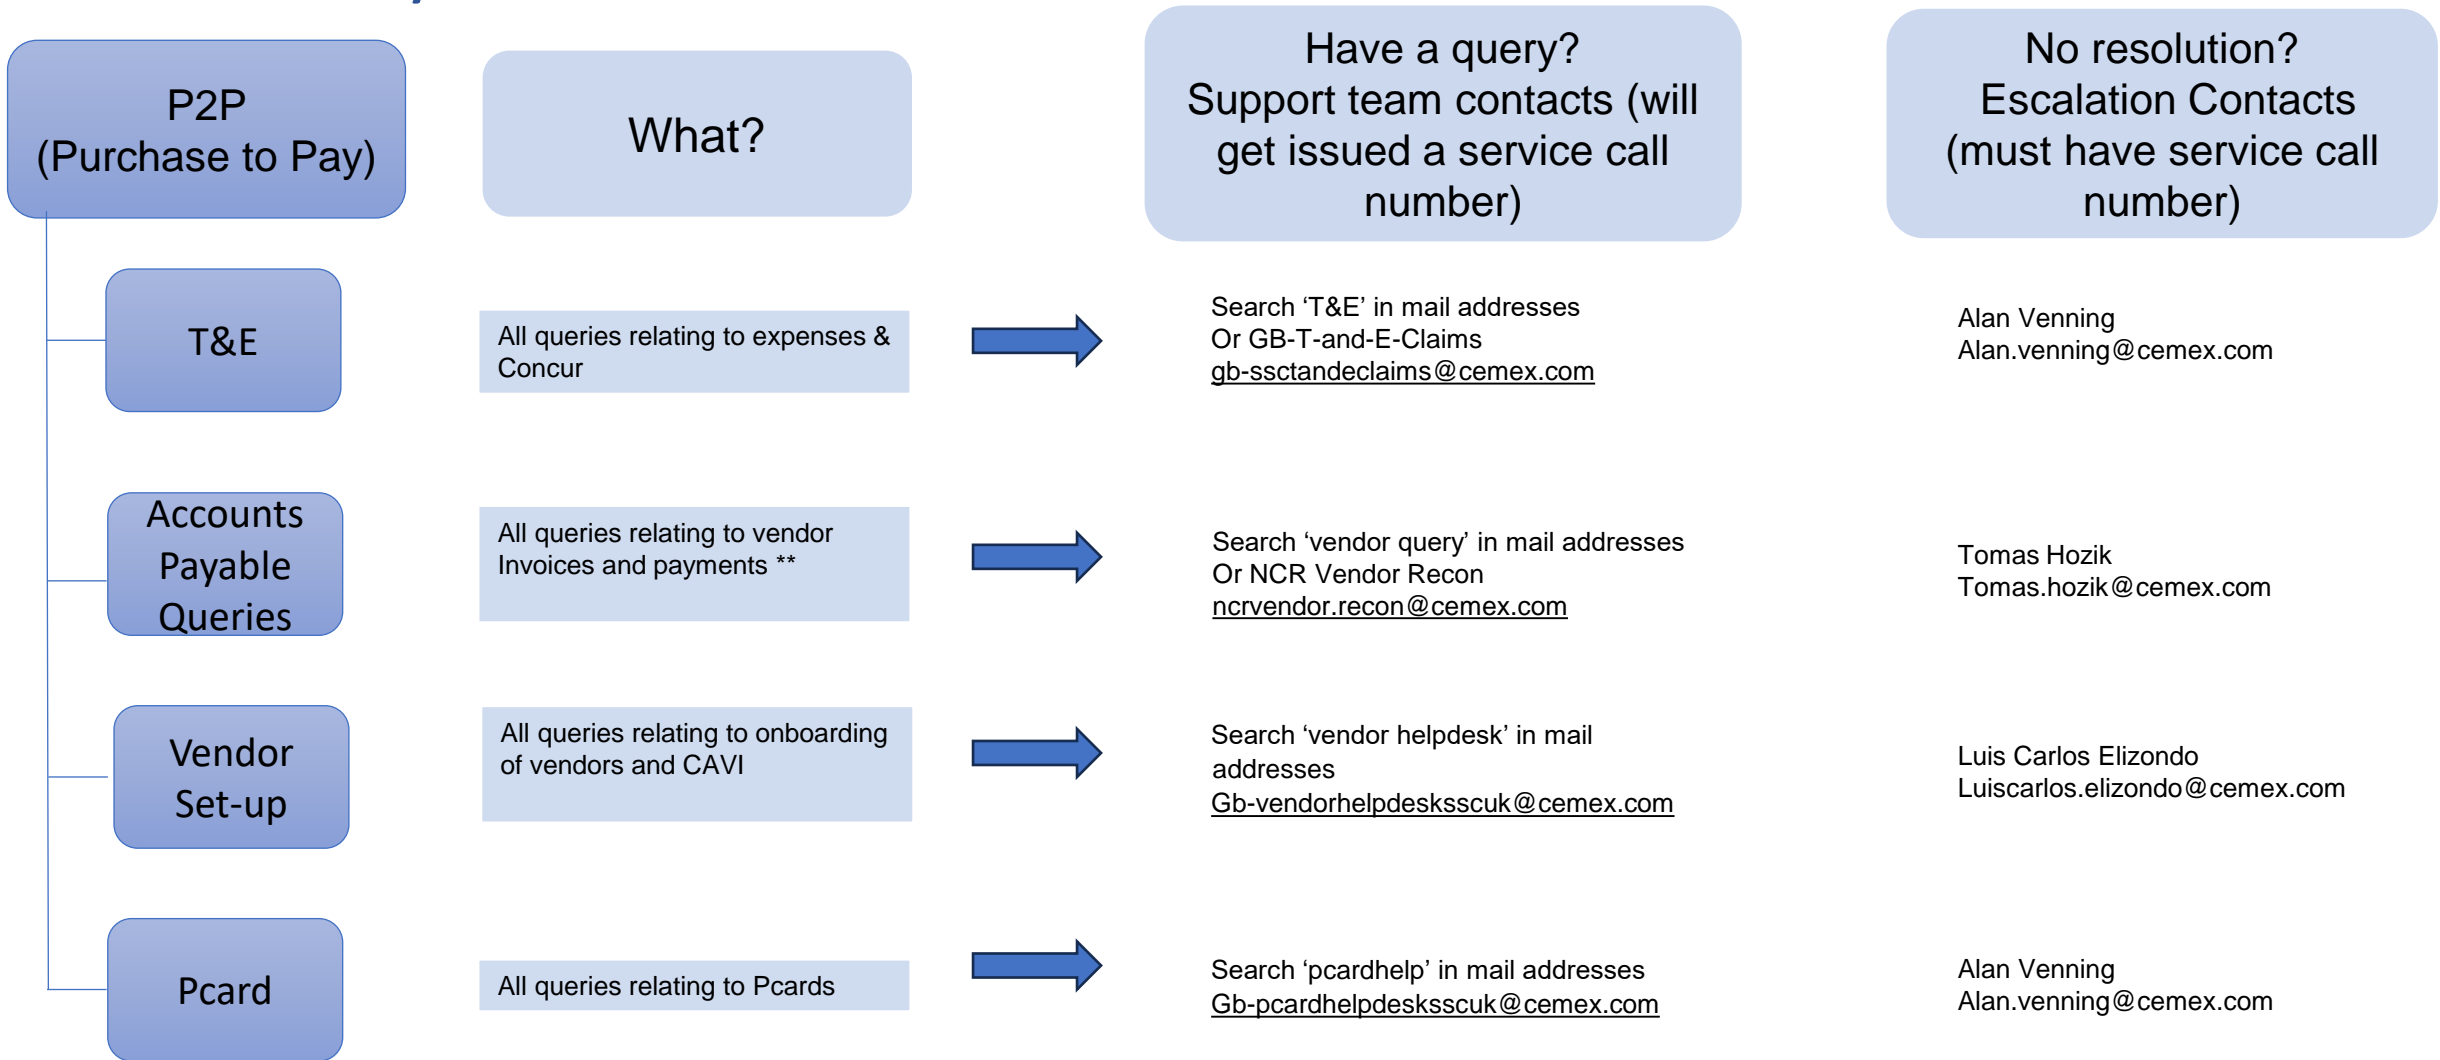 P2P
(Purchase to Pay)
What?
Have a query?
Support team contacts (will
get issued a service call
number)
No resolution?
Escalation Contacts
(must have service call
number)
T&E
All queries relating to expenses &
Concur
Search ‘T&E’ in mail addresses
Or GB-T-and-E-Claims
gb-ssctandeclaims@cemex.com
Alan Venning
Alan.venning@cemex.com
Accounts
Payable
Queries
All queries relating to vendor
Invoices and payments **
Search ‘vendor query’ in mail addresses
Or NCR Vendor Recon
ncrvendor.recon@cemex.com
Tomas Hozik
Tomas.hozik@cemex.com
Vendor
Set-up
All queries relating to onboarding
of vendors and CAVI
Search ‘vendor helpdesk’ in mail
addresses
Gb-vendorhelpdesksscuk@cemex.com
Luis Carlos Elizondo
Luiscarlos.elizondo@cemex.com
Pcard
All queries relating to Pcards
Search ‘pcardhelp’ in mail addresses
Gb-pcardhelpdesksscuk@cemex.com
Alan Venning
Alan.venning@cemex.com